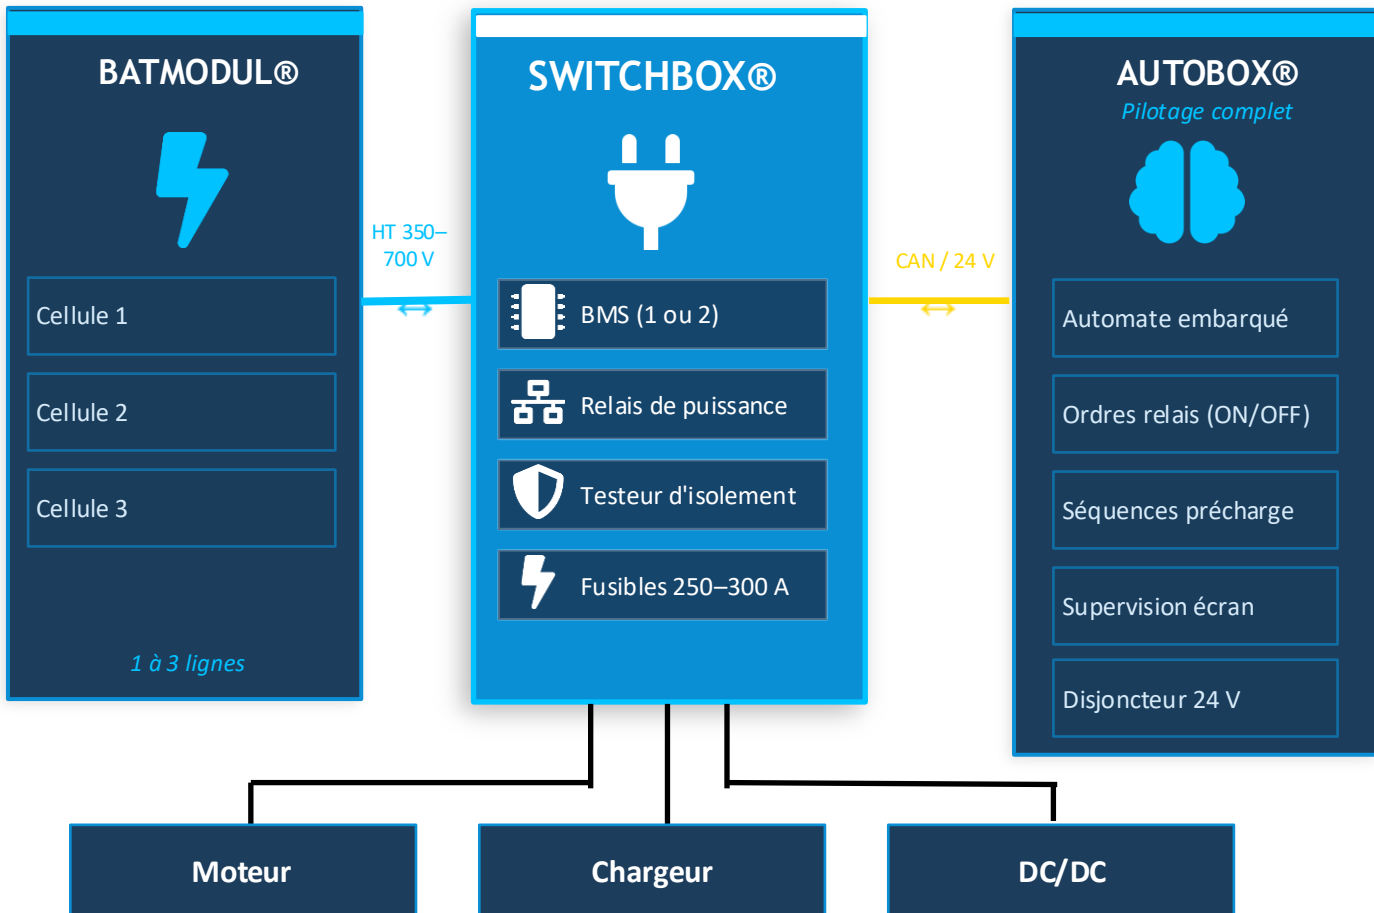 BATMODUL®
Cellule 1
Cellule 2
Cellule 3
1 à 3 lignes
HT 350–
700 V
SWITCHBOX®
BMS (1 ou 2)
Relais de puissance
Testeur d'isolement
Fusibles 250–300 A
CAN / 24 V
AUTOBOX®
Pilotage complet
Automate embarqué
Ordres relais (ON/OFF)
Séquences précharge
Supervision écran
Disjoncteur 24 V
Moteur
Chargeur
DC/DC